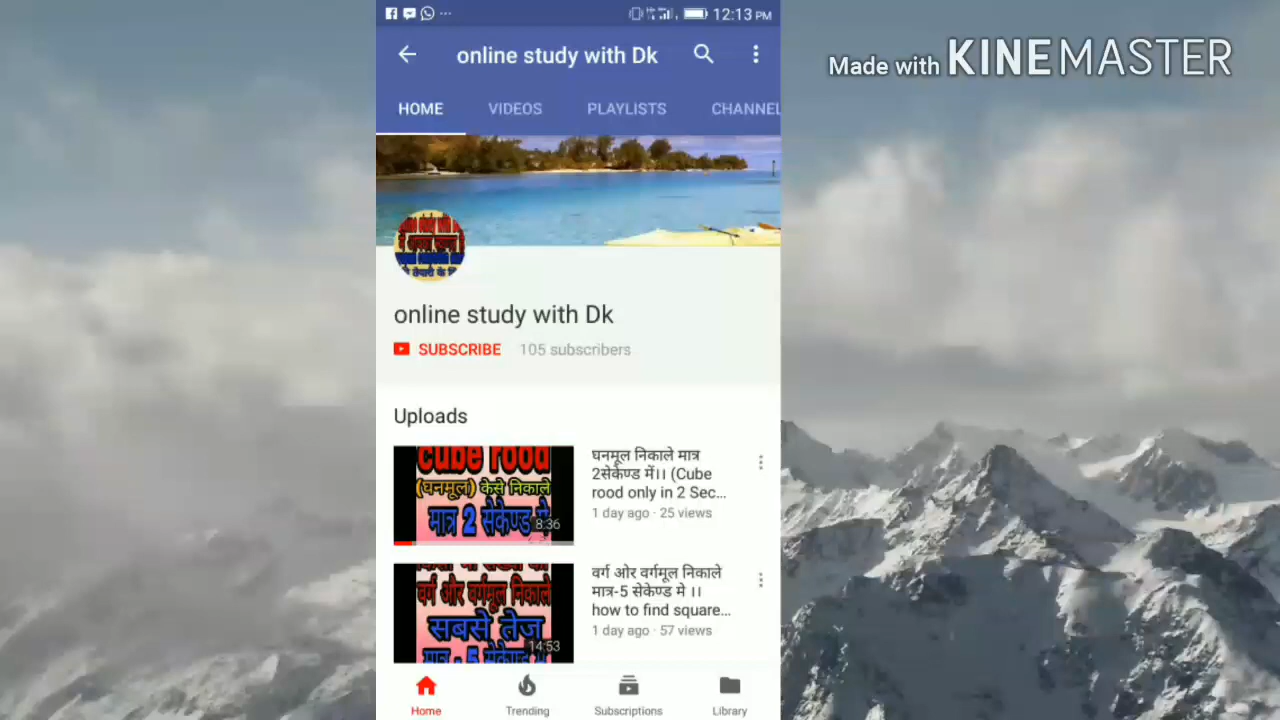 12:13 PM
Made with KINEMASTER
online study with Dk
HOME VIDEOS PLAYLISTS CHANNEL
online study with Dk
SUBSCRIBE 105 subscribers
Uploads
cube rood
(घनमूल) केसे निकाले
मात्र 2 सेकेण्ड मे
8:36
घनमूल निकाले मात्र
2सेकेण्ड में।। (Cube
rood only in 2 Sec...
1 day ago · 25 views
वर्ग और वर्गमूल निकाले
सबसे तेज
मात्र - 5 सेकेण्ड मे
14:53
वर्ग ओर वर्गमूल निकाले
मात्र-5 सेकेण्ड मे ।।
how to find square...
1 day ago · 57 views
Home Trending Subscriptions Library